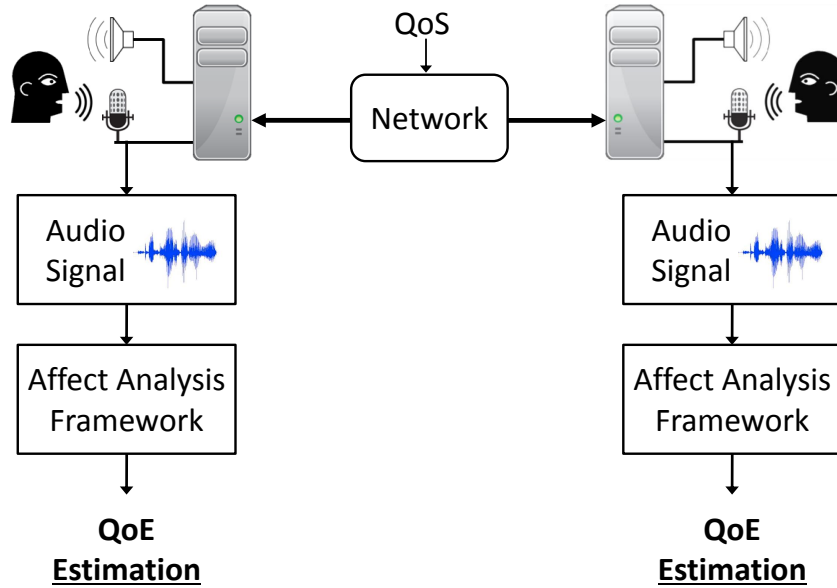 QoS
Network
Audio
Signal
Audio
Signal
Affect Analysis
Framework
Affect Analysis
Framework
QoE
Estimation
QoE
Estimation